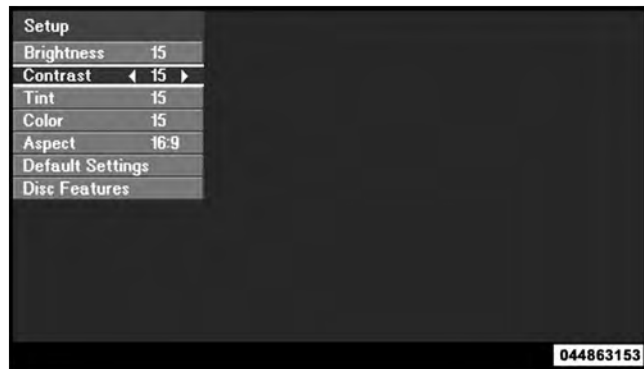 Setup
Brightness 15
Contrast 15
Tint 15
Color 15
Aspect 16:9
Default Settings
Disc Features
044863153